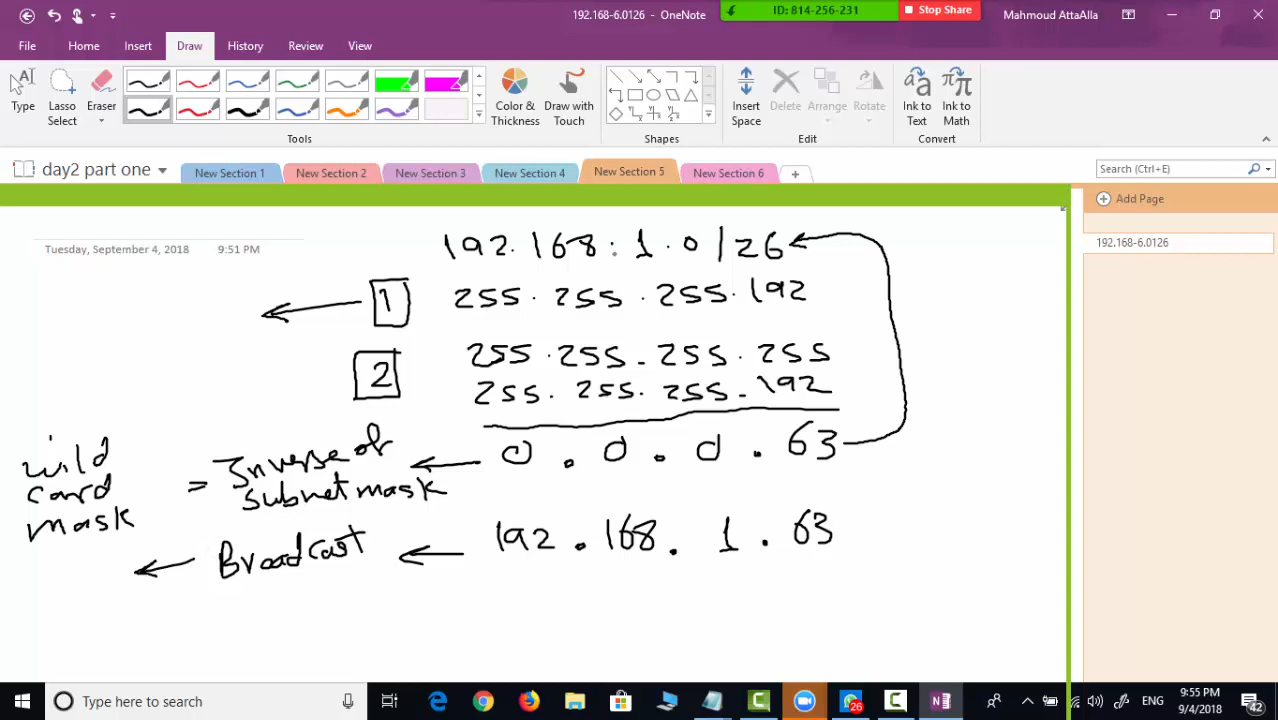 192.168-6.0126 - OneNote
ID: 814-256-231
Stop Share
Mahmoud AttaAlla
File Home Insert Draw History Review View
Type
Lasso Select
Eraser
Color & Thickness
Draw with Touch
Insert Space
Delete
Arrange
Rotate
Ink to Text
Ink to Math
Tools
Shapes
Edit
Convert
day2 part one
New Section 1 New Section 2 New Section 3 New Section 4 New Section 5 New Section 6
Search (Ctrl+E)
Add Page
192.168-6.0126
Tuesday, September 4, 2018 9:51 PM
192.168:1.0/26
1 255.255.255.192
2 255.255-255.255
255.255.255-192
0.0.0.63
wild card mask = Inverse of subnet mask
Broadcast 192.168.1.63
Type here to search
26
ENG
9:55 PM
9/4/2018
42